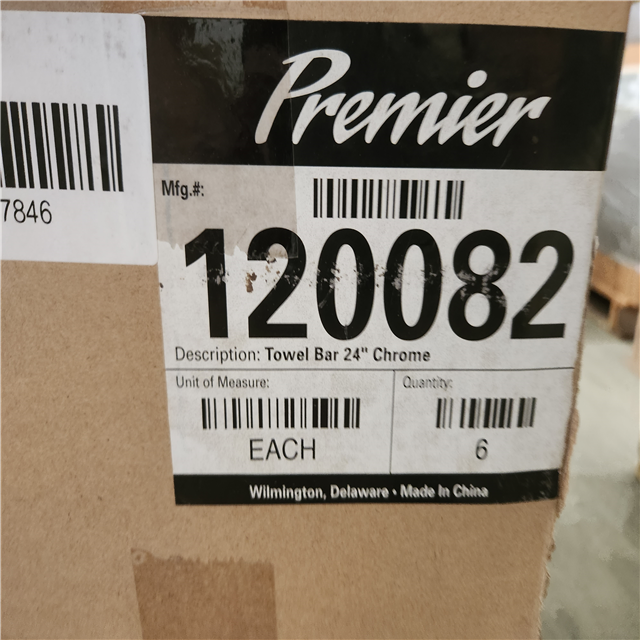 Premier
7846
Mfg.#:
120082
Description: Towel Bar 24" Chrome
Unit of Measure:
EACH
Quantity:
6
Wilmington, Delaware • Made In China